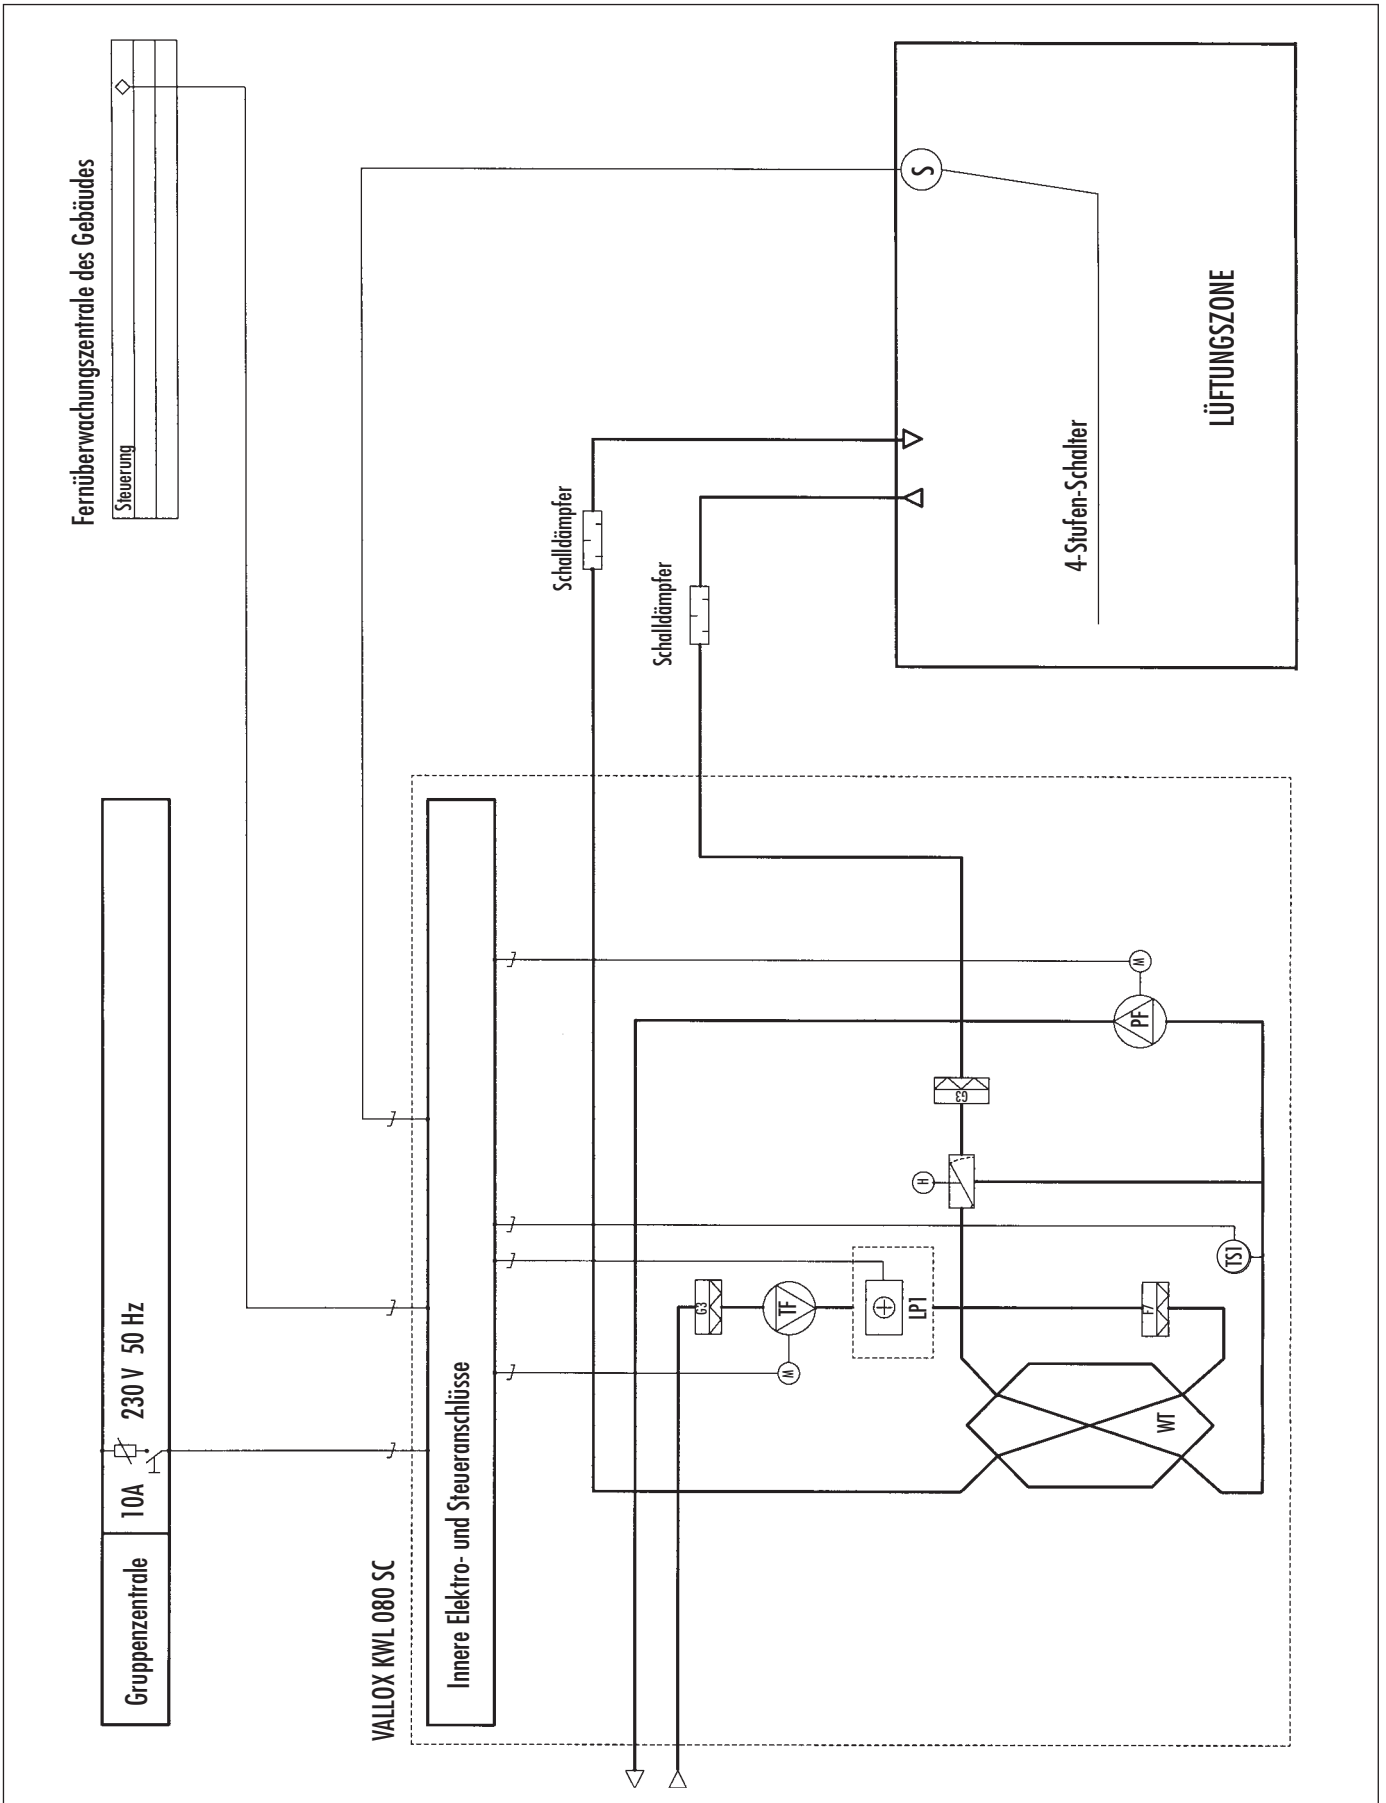 Fernüberwachungszentrale des Gebäudes
Steuerung
Gruppenzentrale
10A
230 V 50 Hz
VALLOX KWL 080 SC
Innere Elektro- und Steueranschlüsse
Schalldämpfer
Schalldämpfer
S
4-Stufen-Schalter
LÜFTUNGSZONE
G3
TF
M
LP1
F7
WT
H
G3
TS1
PF
M